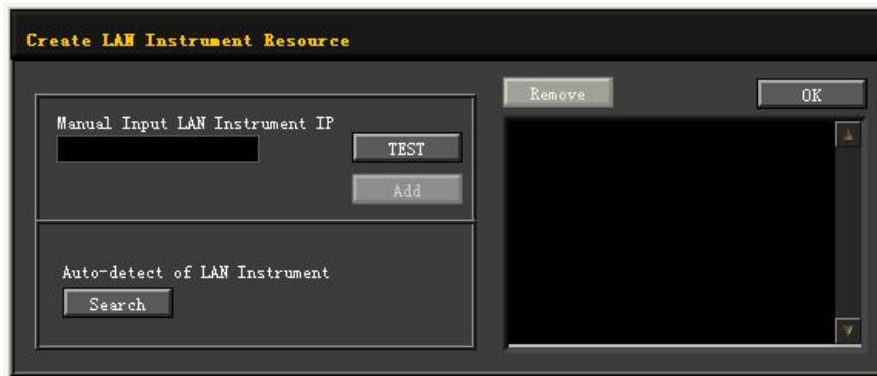 Create LAN Instrument Resource
Manual Input LAN Instrument IP
TEST
Add
Auto-detect of LAN Instrument
Search
Remove
OK